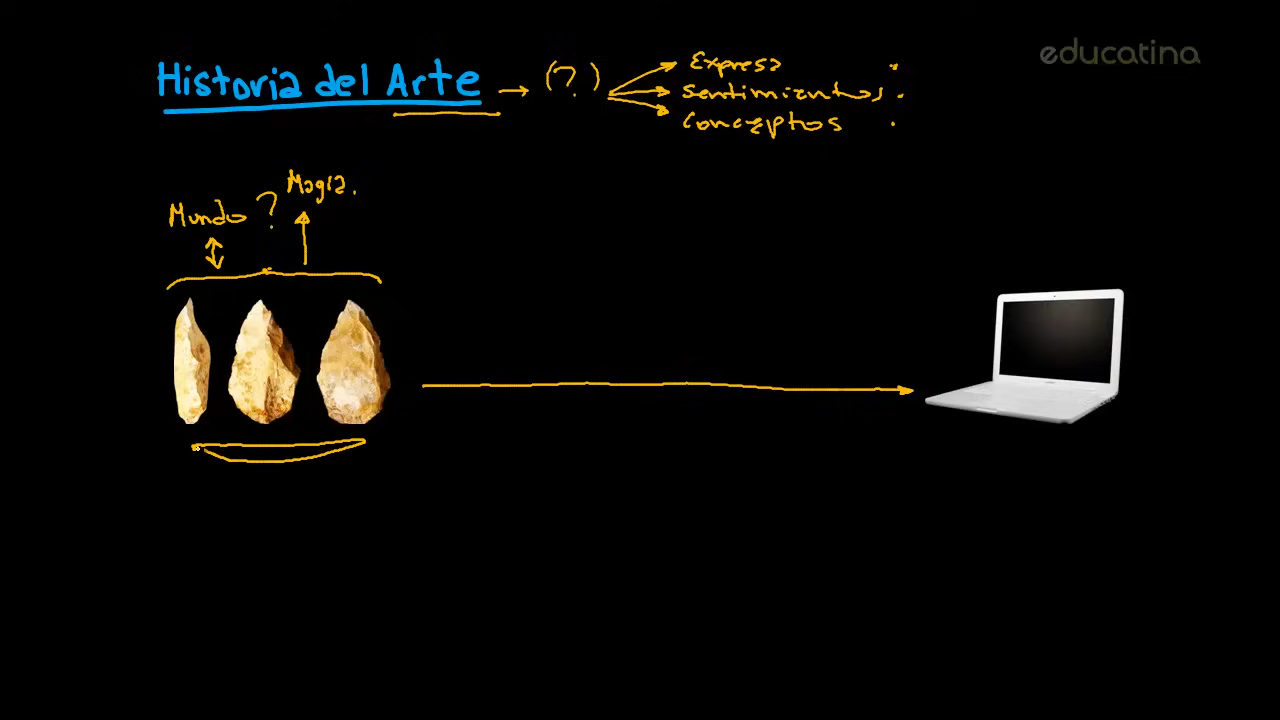 educatina
Historia del Arte → (?)
Expresa
Sentimientos
Conceptos
Magia.
Mundo ?